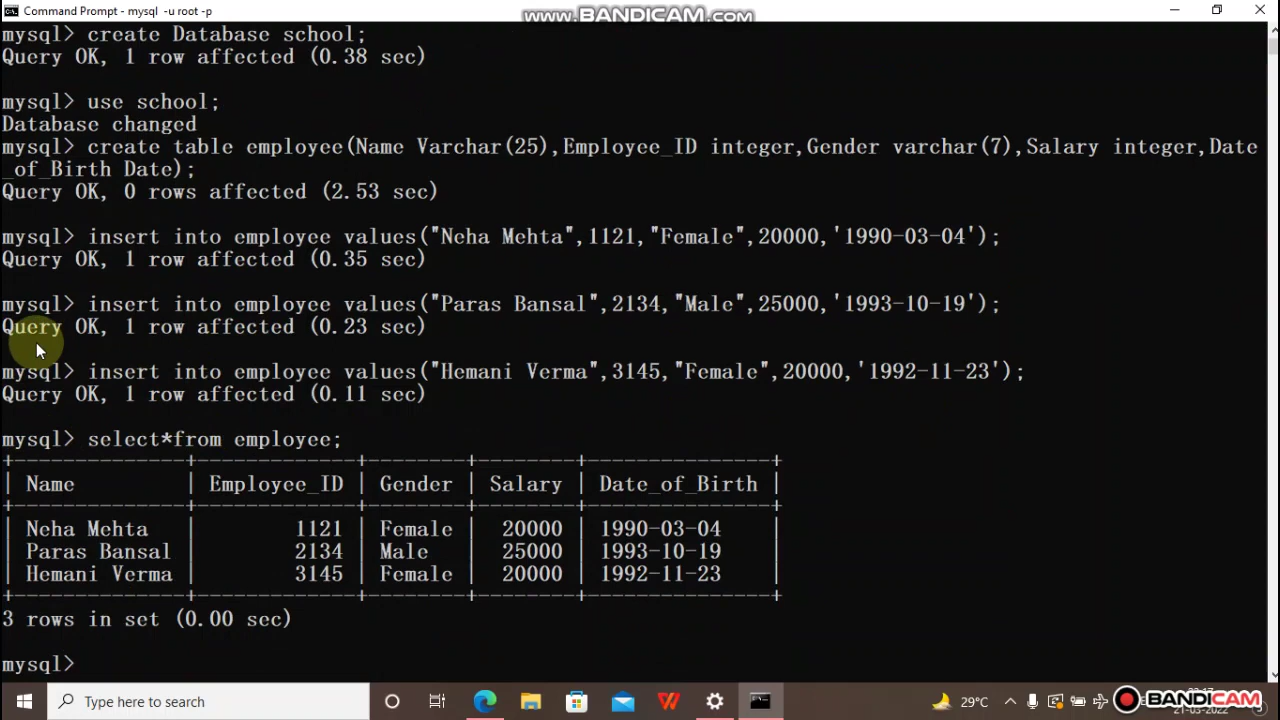 Command Prompt - mysql -u root -p
www.BANDICAM.com
mysql> create Database school;
Query OK, 1 row affected (0.38 sec)
mysql> use school;
Database changed
mysql> create table employee(Name Varchar(25),Employee_ID integer,Gender varchar(7),Salary integer,Date
_of_Birth Date);
Query OK, 0 rows affected (2.53 sec)
mysql> insert into employee values("Neha Mehta",1121,"Female",20000,'1990-03-04');
Query OK, 1 row affected (0.35 sec)
mysql> insert into employee values("Paras Bansal",2134,"Male",25000,'1993-10-19');
Query OK, 1 row affected (0.23 sec)
mysql> insert into employee values("Hemani Verma",3145,"Female",20000,'1992-11-23');
Query OK, 1 row affected (0.11 sec)
mysql> select*from employee;
+--------------+-------------+--------+--------+---------------+
| Name         | Employee_ID | Gender | Salary | Date_of_Birth |
+--------------+-------------+--------+--------+---------------+
| Neha Mehta   |        1121 | Female |  20000 | 1990-03-04    |
| Paras Bansal |        2134 | Male   |  25000 | 1993-10-19    |
| Hemani Verma |        3145 | Female |  20000 | 1992-11-23    |
+--------------+-------------+--------+--------+---------------+
3 rows in set (0.00 sec)
mysql>
Type here to search
29°C
BANDICAM
21-03-2022